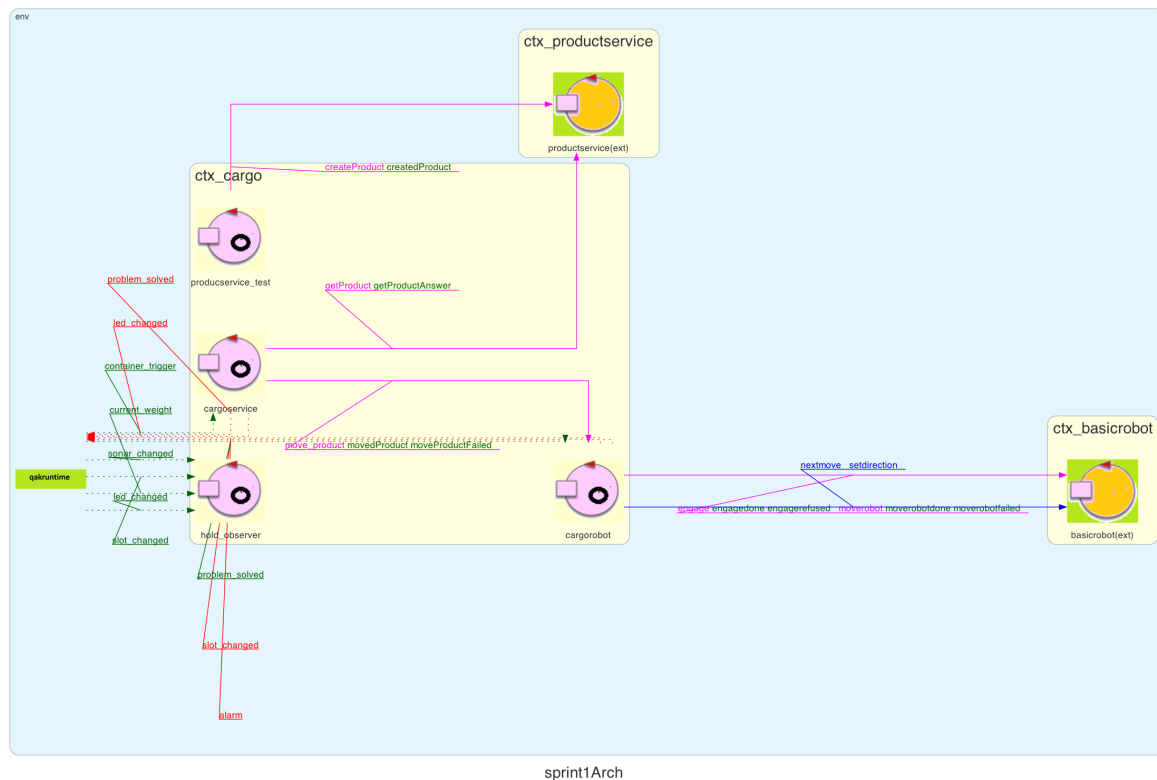 env
ctx_productservice
productservice(ext)
createProduct createdProduct
ctx_cargo
producservice_test
problem_solved
getProduct getProductAnswer
led_changed
container_trigger
current_weight
cargoservice
move_product movedProduct moveProductFailed
ctx_basicrobot
sonar_changed
nextmove setdirection
qakruntime
led_changed
engage engagedone engagerefused moverobot moverobotdone moverobotfailed
slot_changed
hold_observer
cargorobot
basicrobot(ext)
problem_solved
slot_changed
alarm
sprint1Arch